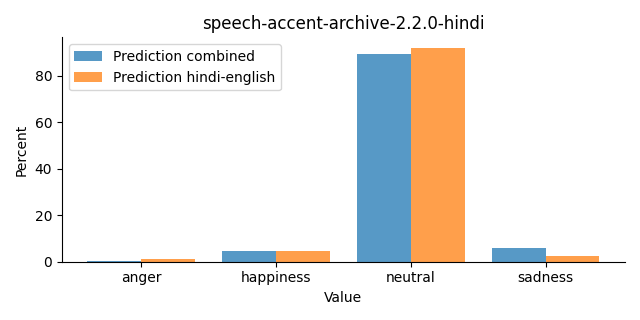 speech-accent-archive-2.2.0-hindi
Prediction combined
Prediction hindi-english
Percent
80
60
40
20
0
anger happiness neutral sadness
Value